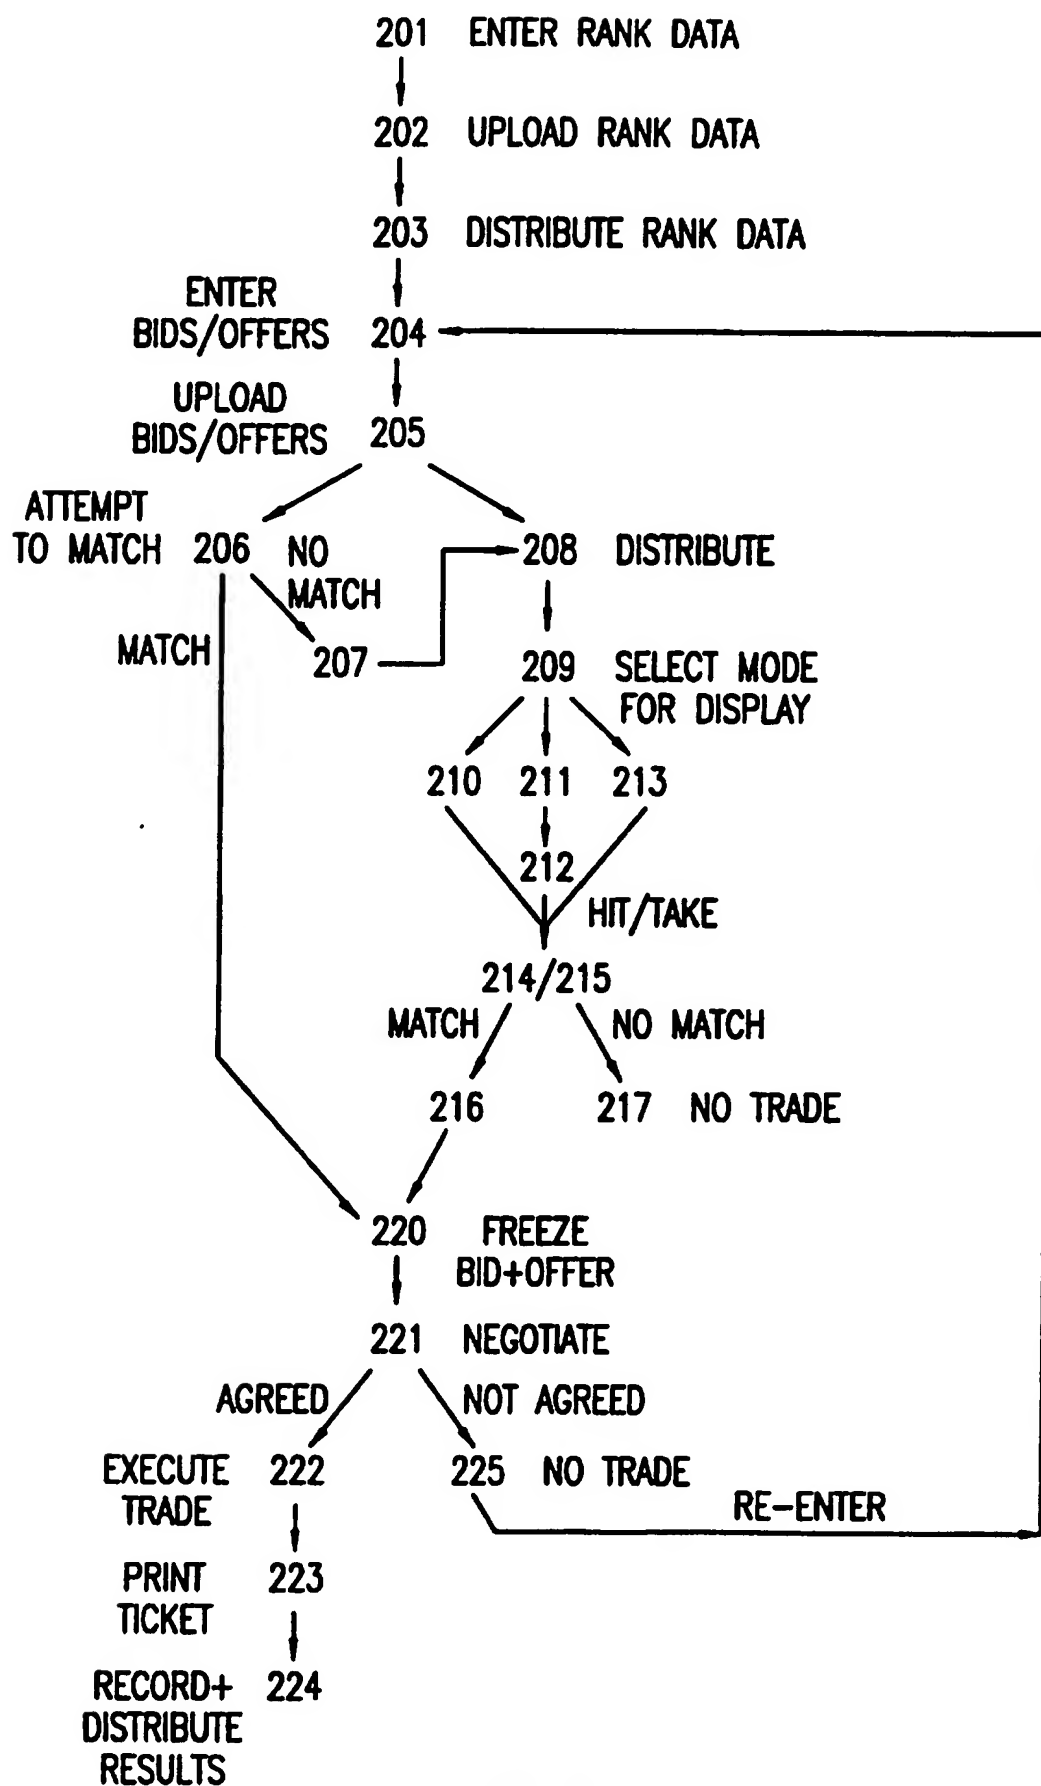 201 ENTER RANK DATA
202 UPLOAD RANK DATA
203 DISTRIBUTE RANK DATA
ENTER
BIDS/OFFERS 204
UPLOAD
BIDS/OFFERS 205
ATTEMPT
TO MATCH 206 NO
MATCH
208 DISTRIBUTE
MATCH
207
209 SELECT MODE
FOR DISPLAY
210 211 213
212
HIT/TAKE
214/215
MATCH NO MATCH
216 217 NO TRADE
220 FREEZE
BID+OFFER
221 NEGOTIATE
AGREED NOT AGREED
EXECUTE 222
TRADE
225 NO TRADE
RE-ENTER
PRINT 223
TICKET
RECORD+ 224
DISTRIBUTE
RESULTS